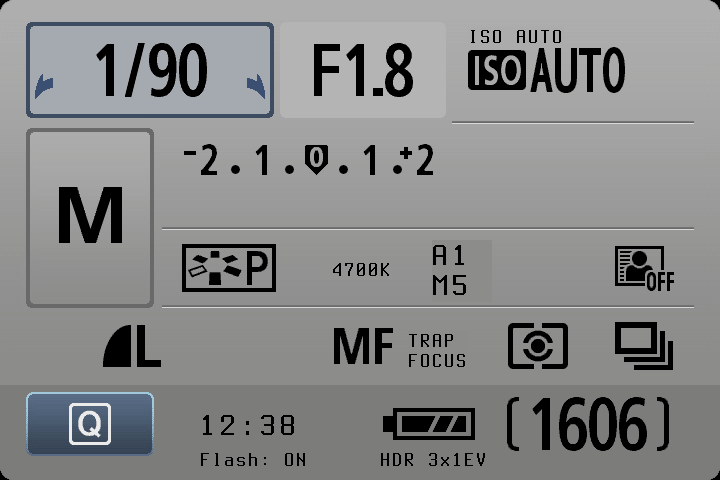 1/90
F1.8
ISO AUTO
ISO AUTO
M
-2.1.0.1.+2
P
4700K
A1
M5
OFF
L
MF
TRAP
FOCUS
Q
12:38
Flash: ON
HDR 3x1EV
[1606]